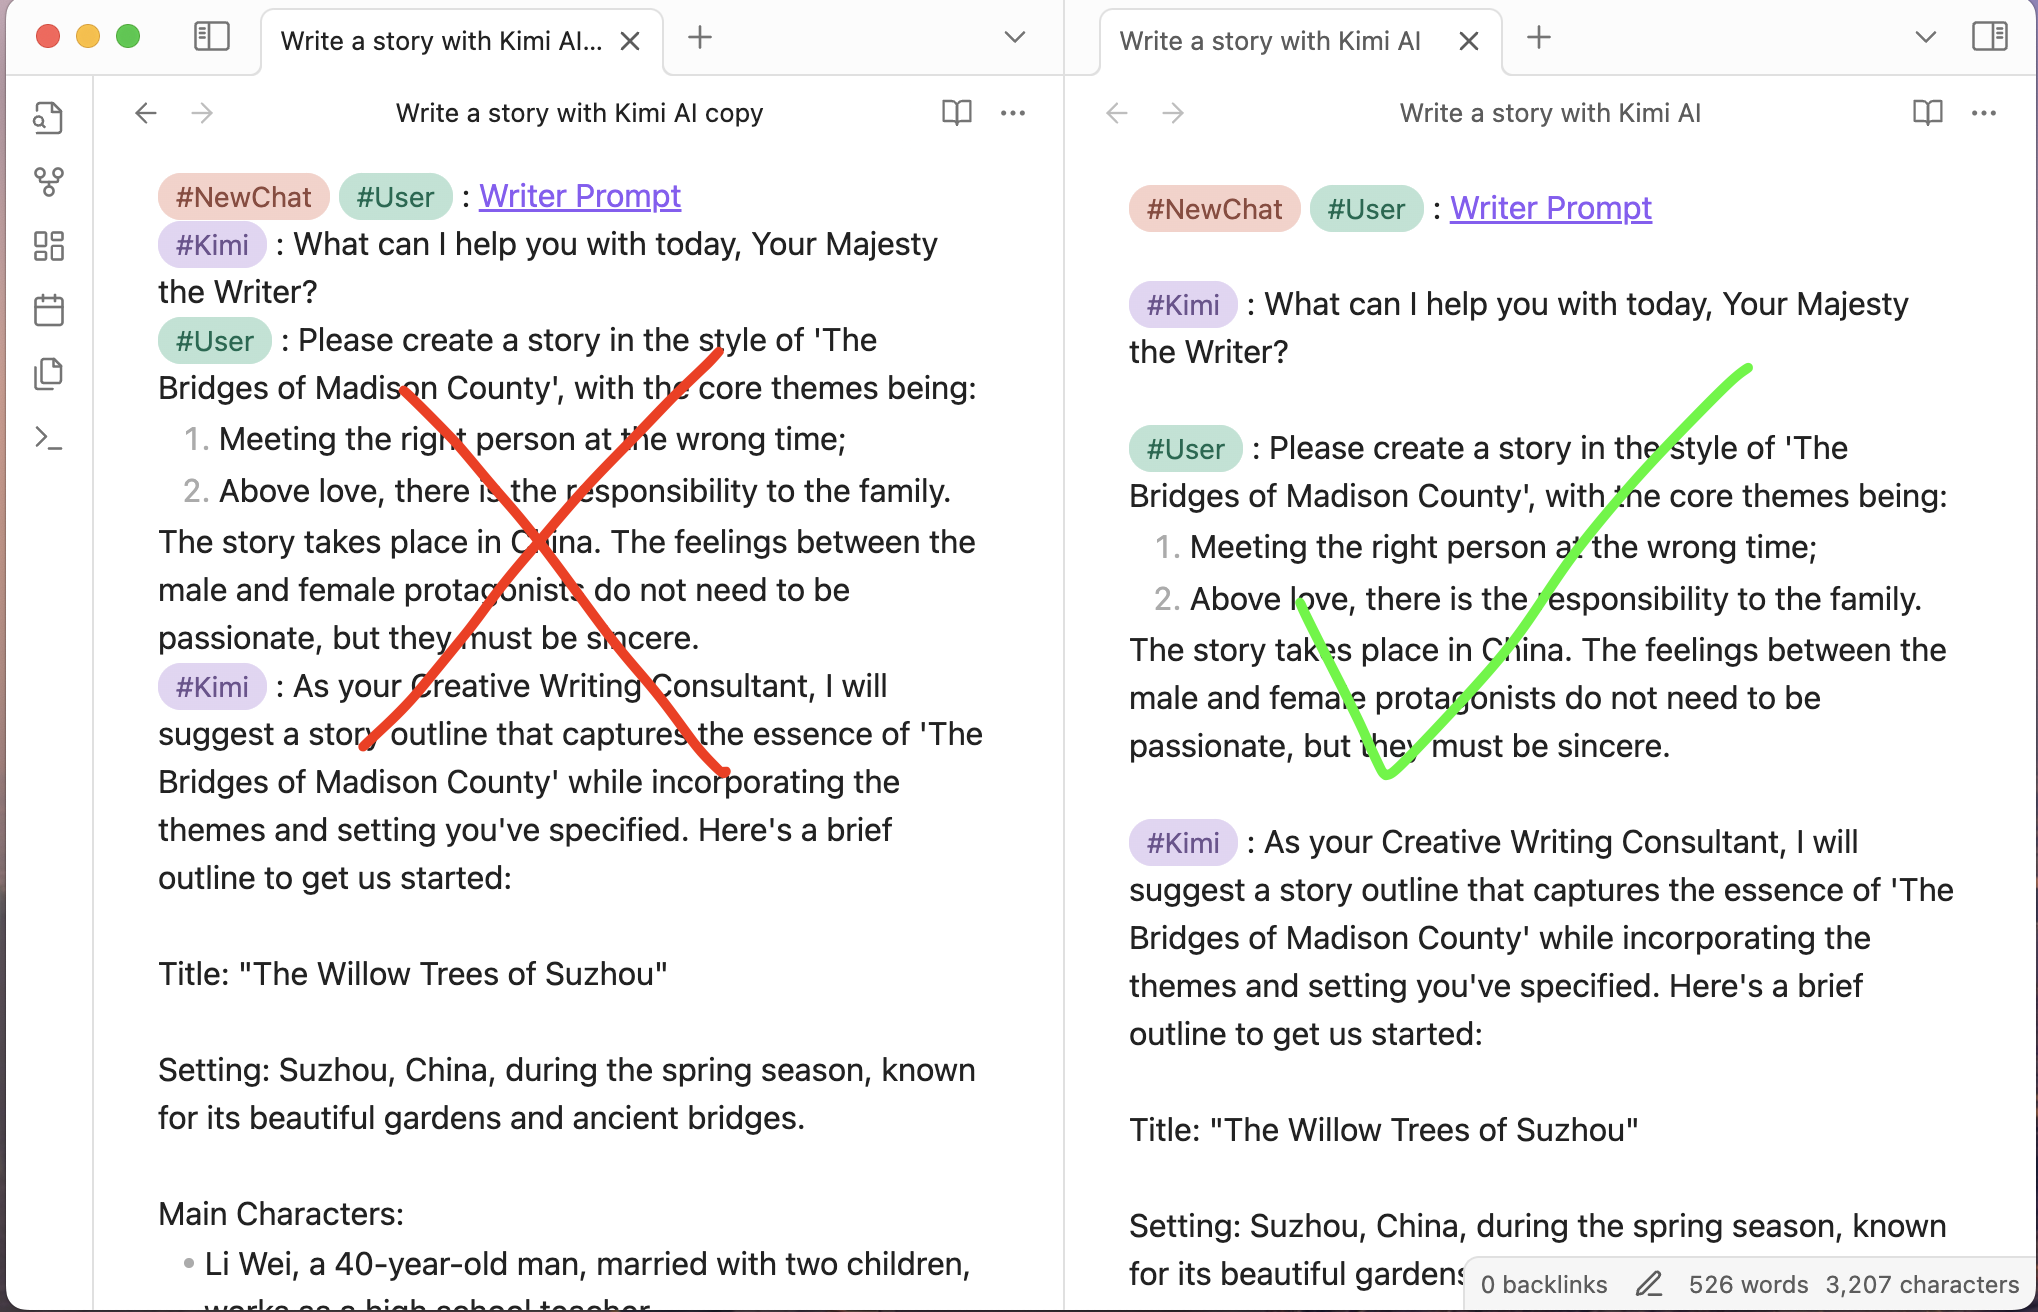 Write a story with Kimi AI...
Write a story with Kimi AI copy
#NewChat #User : Writer Prompt
#Kimi : What can I help you with today, Your Majesty
the Writer?
#User : Please create a story in the style of 'The
Bridges of Madison County', with the core themes being:
1. Meeting the right person at the wrong time;
2. Above love, there is the responsibility to the family.
The story takes place in China. The feelings between the
male and female protagonists do not need to be
passionate, but they must be sincere.
#Kimi : As your Creative Writing Consultant, I will
suggest a story outline that captures the essence of 'The
Bridges of Madison County' while incorporating the
themes and setting you've specified. Here's a brief
outline to get us started:
Title: "The Willow Trees of Suzhou"
Setting: Suzhou, China, during the spring season, known
for its beautiful gardens and ancient bridges.
Main Characters:
• Li Wei, a 40-year-old man, married with two children,
works as a high school teacher
Write a story with Kimi AI
Write a story with Kimi AI
#NewChat #User : Writer Prompt
#Kimi : What can I help you with today, Your Majesty
the Writer?
#User : Please create a story in the style of 'The
Bridges of Madison County', with the core themes being:
1. Meeting the right person at the wrong time;
2. Above love, there is the responsibility to the family.
The story takes place in China. The feelings between the
male and female protagonists do not need to be
passionate, but they must be sincere.
#Kimi : As your Creative Writing Consultant, I will
suggest a story outline that captures the essence of 'The
Bridges of Madison County' while incorporating the
themes and setting you've specified. Here's a brief
outline to get us started:
Title: "The Willow Trees of Suzhou"
Setting: Suzhou, China, during the spring season, known
for its beautiful gardens
0 backlinks 526 words 3,207 characters